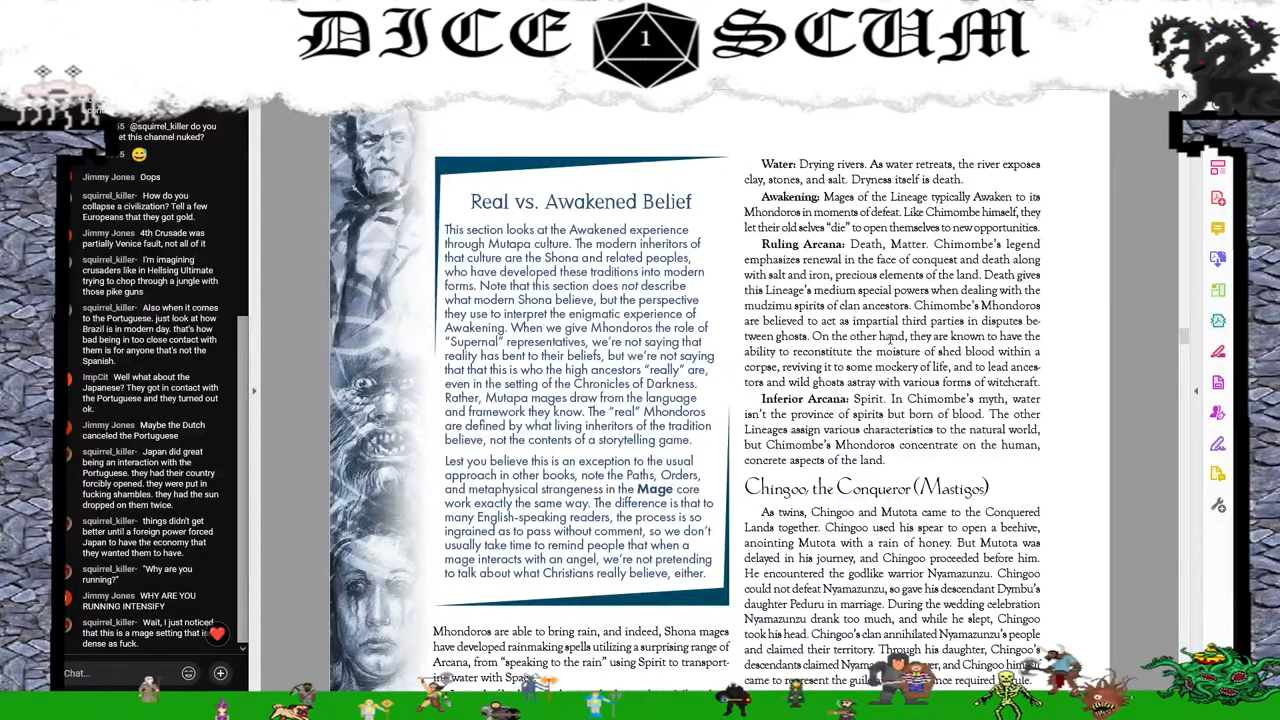 DICE
1
SCUM
@squirrel_killer do you
et this channel nuked?
Jimmy Jones Oops
squirrel_killer- How do you
collapse a civilization? Tell a few
Europeans that they got gold.
Jimmy Jones 4th Crusade was
partially Venice fault, not all of it
squirrel_killer- I'm imagining
crusaders like in Hellsing Ultimate
trying to chop through a jungle with
those pike guns
squirrel_killer- Also when it comes
to the Portuguese. just look at how
Brazil is in modern day. that's how
bad being in too close contact with
them is for anyone that's not the
Spanish.
ImpCit Well what about the
Japanese? They got in contact with
the Portuguese and they turned out
ok.
Jimmy Jones Maybe the Dutch
canceled the Portuguese
squirrel_killer- Japan did great
being an interaction with the
Portugese. they had their country
forcibly opened. they were put in
fucking shambles. they had the sun
dropped on them twice.
squirrel_killer- things didn't get
better until a foreign power forced
Japan to have the economy that
they wanted them to have.
squirrel_killer- "Why are you
running?"
Jimmy Jones WHY ARE YOU
RUNNING INTENSIFY
squirrel_killer- Wait, I just noticed
that this is a mage setting that is
dense as fuck.
Chat...
Real vs. Awakened Belief
This section looks at the Awakened experience
through Mutapa culture. The modern inheritors of
that culture are the Shona and related peoples,
who have developed these traditions into modern
forms. Note that this section does not describe
what modern Shona believe, but the perspective
they use to interpret the enigmatic experience of
Awakening. When we give Mhondoros the role of
"Supernal" representatives, we're not saying that
reality has bent to their beliefs, but we're not saying
that that this is who the high ancestors "really" are,
even in the setting of the Chronicles of Darkness.
Rather, Mutapa mages draw from the language
and framework they know. The "real" Mhondoros
are defined by what living inheritors of the tradition
believe, not the contents of a storytelling game.
Lest you believe this is an exception to the usual
approach in other books, note the Paths, Orders,
and metaphysical strangeness in the Mage core
work exactly the same way. The difference is that to
many English-speaking readers, the process is so
ingrained as to pass without comment, so we don't
usually take time to remind people that when a
mage interacts with an angel, we're not pretending
to talk about what Christians really believe, either.
Mhondoros are able to bring rain, and indeed, Shona mages
have developed rainmaking spells utilizing a surprising range of
Arcana, from "speaking to the rain" using Spirit to transport-
ing water with Space
Water: Drying rivers. As water retreats, the river exposes
clay, stones, and salt. Dryness itself is death.
Awakening: Mages of the Lineage typically Awaken to its
Mhondoros in moments of defeat. Like Chimombe himself, they
let their old selves "die" to open themselves to new opportunities.
Ruling Arcana: Death, Matter. Chimombe's legend
emphasizes renewal in the face of conquest and death along
with salt and iron, precious elements of the land. Death gives
this Lineage's medium special powers when dealing with the
mudzimu spirits of clan ancestors. Chimombe's Mhondoros
are believed to act as impartial third parties in disputes be-
tween ghosts. On the other hand, they are known to have the
ability to reconstitute the moisture of shed blood within a
corpse, reviving it to some mockery of life, and to lead ances-
tors and wild ghosts astray with various forms of witchcraft.
Inferior Arcana: Spirit. In Chimombe's myth, water
isn't the province of spirits but born of blood. The other
Lineages assign various characteristics to the natural world,
but Chimombe's Mhondoros concentrate on the human,
concrete aspects of the land.
Chingoo, the Conqueror (Mastigos)
As twins, Chingoo and Mutota came to the Conquered
Lands together. Chingoo used his spear to open a beehive,
anointing Mutota with a rain of honey. But Mutota was
delayed in his journey, and Chingoo proceeded before him.
He encountered the godlike warrior Nyamazunzu. Chingoo
could not defeat Nyamazunzu, so gave his descendant Dymbu's
daughter Peduru in marriage. During the wedding celebration
Nyamazunzu drank too much, and while he slept, Chingoo
took his head. Chingoo's clan annihilated Nyamazunzu's people
and claimed their territory. Through his daughter, Chingoo's
descendants claimed Nyama er, and Chingoo
came to represent the guile nce required rule.